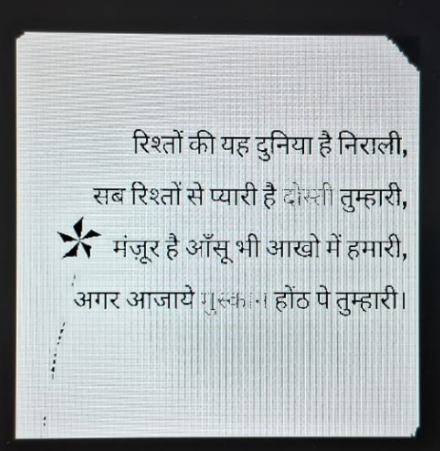 रिश्तों की यह दुनिया है निराली,
सब रिश्तों से प्यारी है दोस्ती तुम्हारी,
मंज़ूर है आँसू भी आखो में हमारी,
अगर आजाये मुस्कान होंठ पे तुम्हारी।